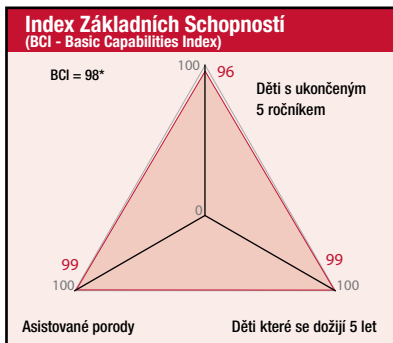 Index Základních Schopností
(BCI - Basic Capabilities Index)
BCI = 98*
100
96
Děti s ukončeným
5 ročníkem
0
99
99
100
100
Asistované porody
Děti které se dožijí 5 let